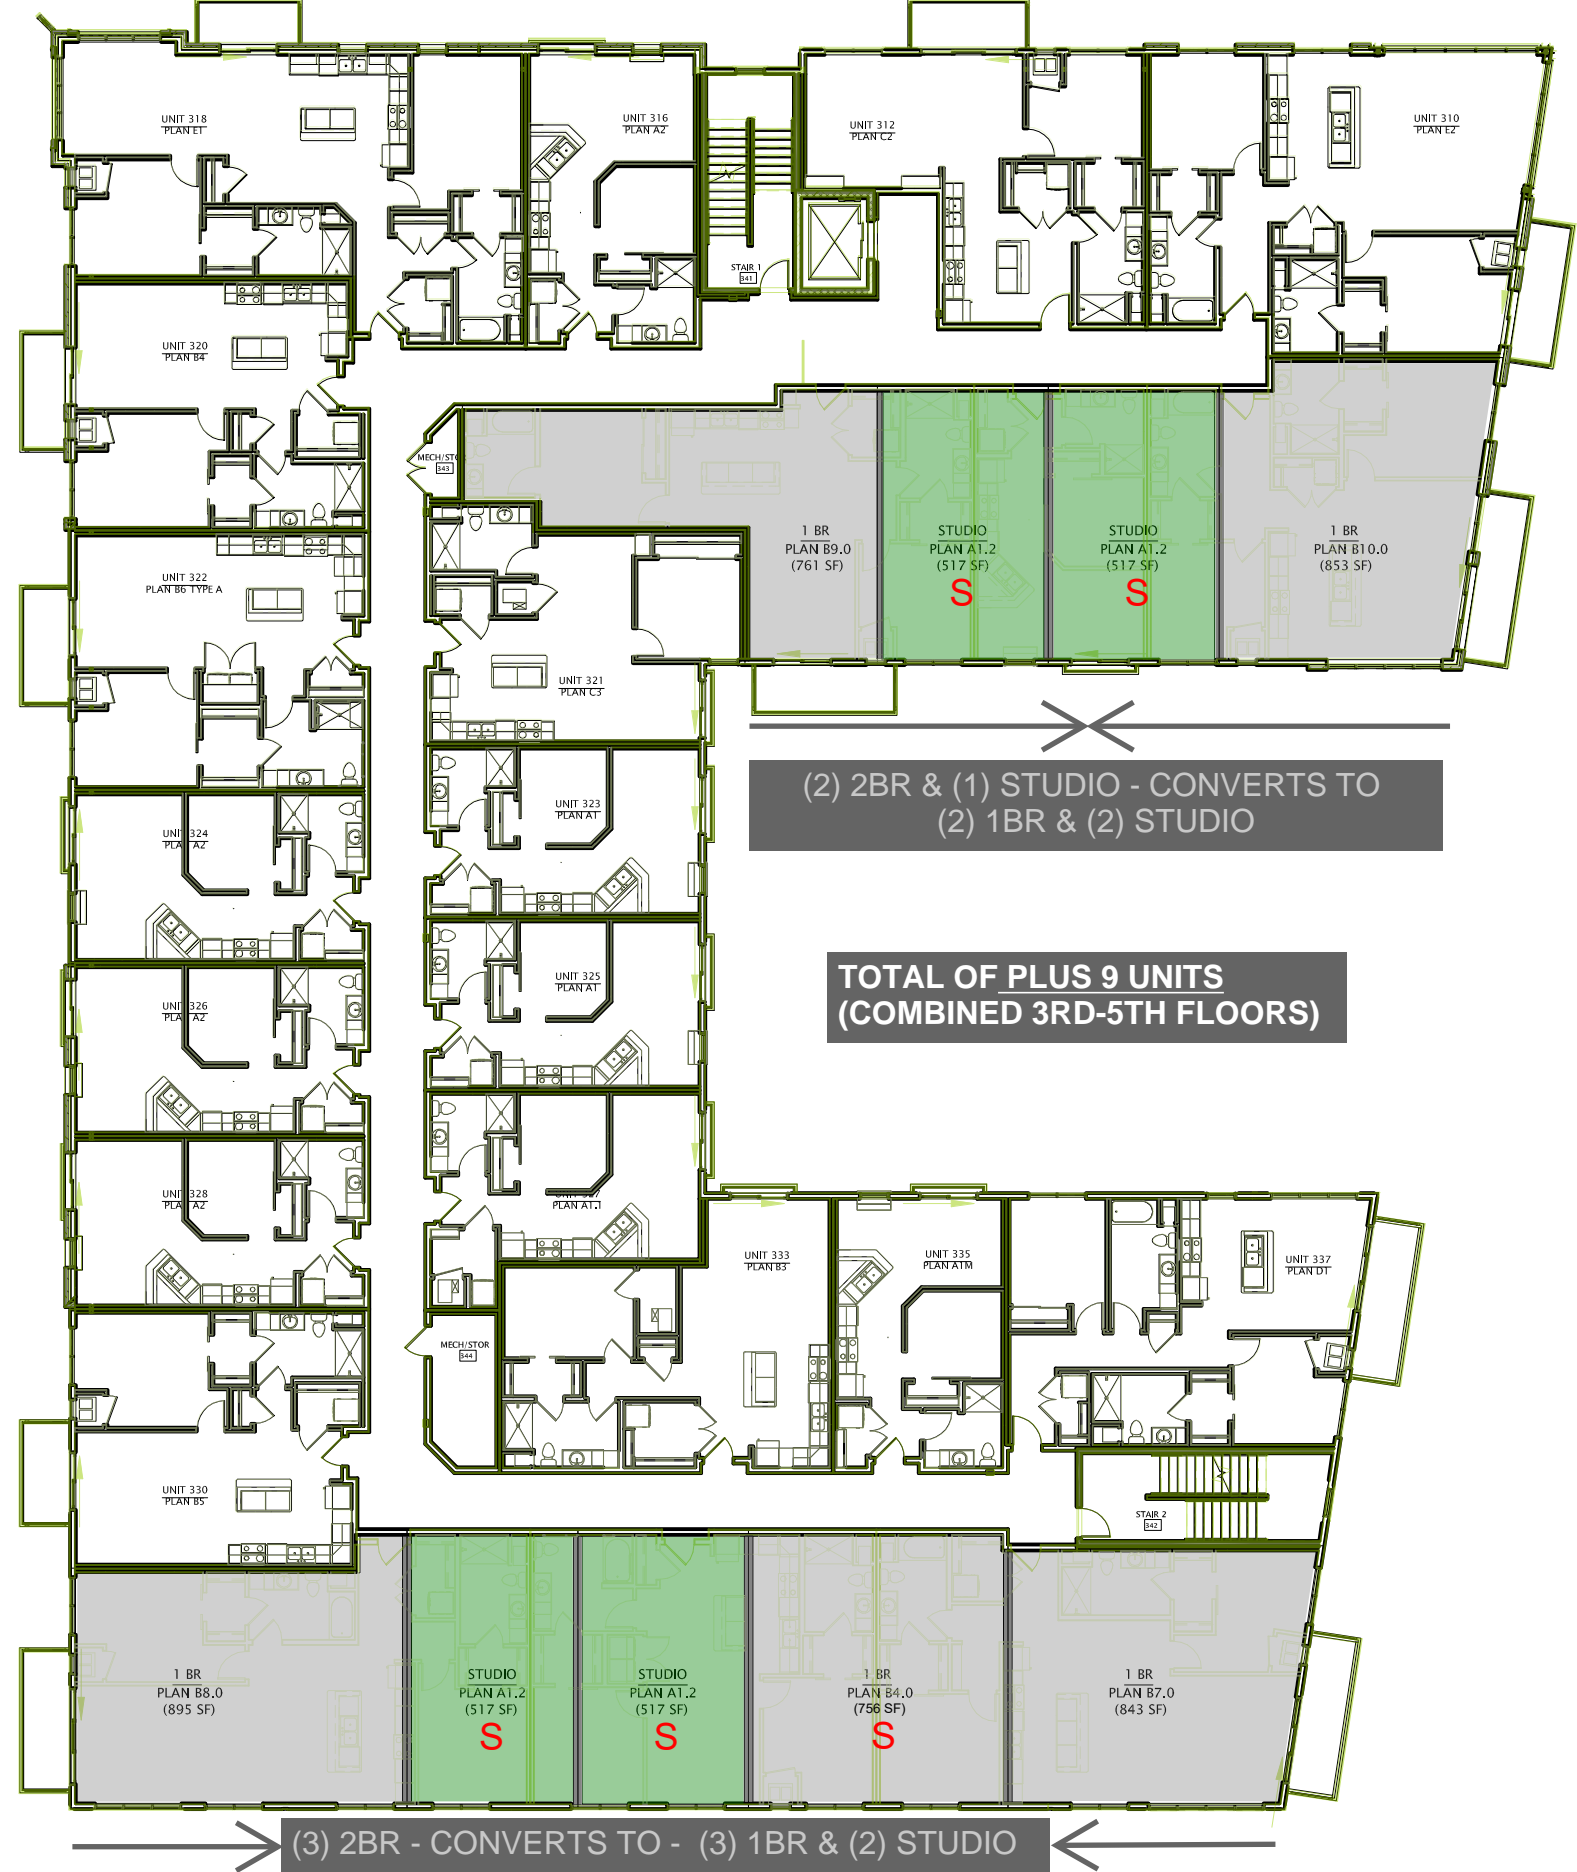 UNIT 318
PLAN E1
UNIT 316
PLAN A2
UNIT 312
PLAN C2
UNIT 310
PLAN E2
STAIR 1
341
UNIT 320
PLAN B4
MECH/STO
343
1 BR
PLAN B9.0
(761 SF)
STUDIO
PLAN A1.2
(517 SF)
S
STUDIO
PLAN A1.2
(517 SF)
S
1 BR
PLAN B10.0
(853 SF)
UNIT 322
PLAN B6 TYPE A
UNIT 321
PLAN C3
(2) 2BR & (1) STUDIO - CONVERTS TO
(2) 1BR & (2) STUDIO
UNIT 324
PLAN A2
UNIT 323
PLAN A1
TOTAL OF PLUS 9 UNITS
(COMBINED 3RD-5TH FLOORS)
UNIT 326
PLAN A2
UNIT 325
PLAN A1
UNIT 328
PLAN A2
PLAN A1.1
UNIT 333
PLAN B3
UNIT 335
PLAN A1M
UNIT 337
PLAN D1
MECH/STOR
344
UNIT 330
PLAN B5
STAIR 2
342
1 BR
PLAN B8.0
(895 SF)
STUDIO
PLAN A1.2
(517 SF)
S
STUDIO
PLAN A1.2
(517 SF)
S
1 BR
PLAN B4.0
(756 SF)
S
1 BR
PLAN B7.0
(843 SF)
(3) 2BR - CONVERTS TO - (3) 1BR & (2) STUDIO